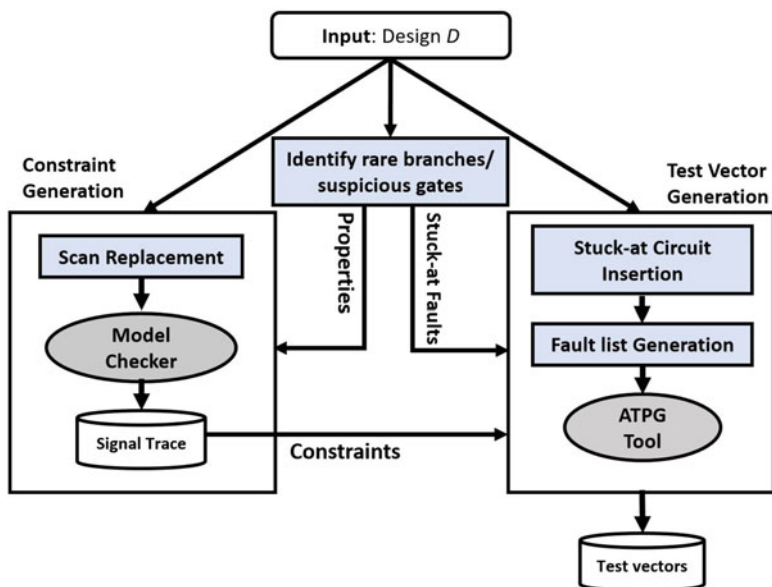 Input: Design D
Constraint
Generation
Identify rare branches/
suspicious gates
Test Vector
Generation
Properties
Stuck-at Faults
Scan Replacement
Model
Checker
Signal Trace
Constraints
Stuck-at Circuit
Insertion
Fault list Generation
ATPG
Tool
Test vectors